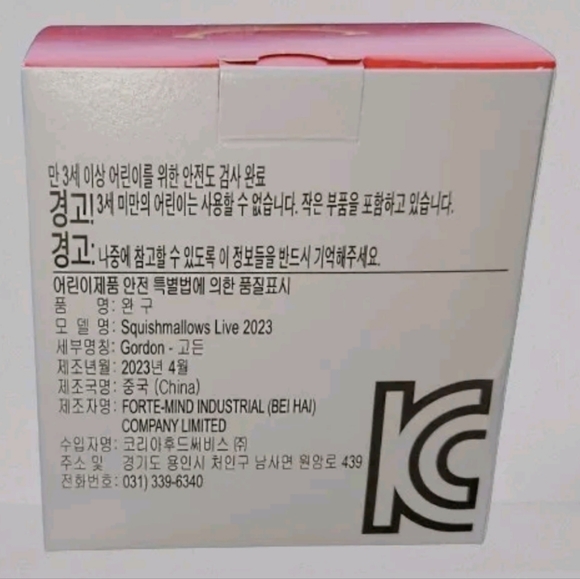 만 3세 이상 어린이를 위한 안전도 검사 완료
경고! 3세 미만의 어린이는 사용할 수 없습니다. 작은 부품을 포함하고 있습니다.
경고: 나중에 참고할 수 있도록 이 정보들을 반드시 기억해주세요.
어린이제품 안전 특별법에 의한 품질표시
품 명: 완 구
모 델 명: Squishmallows Live 2023
세부명칭: Gordon - 고든
제조년월: 2023년 4월
제조국명: 중국 (China)
제조자명: FORTE-MIND INDUSTRIAL (BEI HAI)
COMPANY LIMITED
수입자명: 코리아후드써비스 ㈜
주소 및 경기도 용인시 처인구 남사면 원암로 439
전화번호: 031) 339-6340
KC